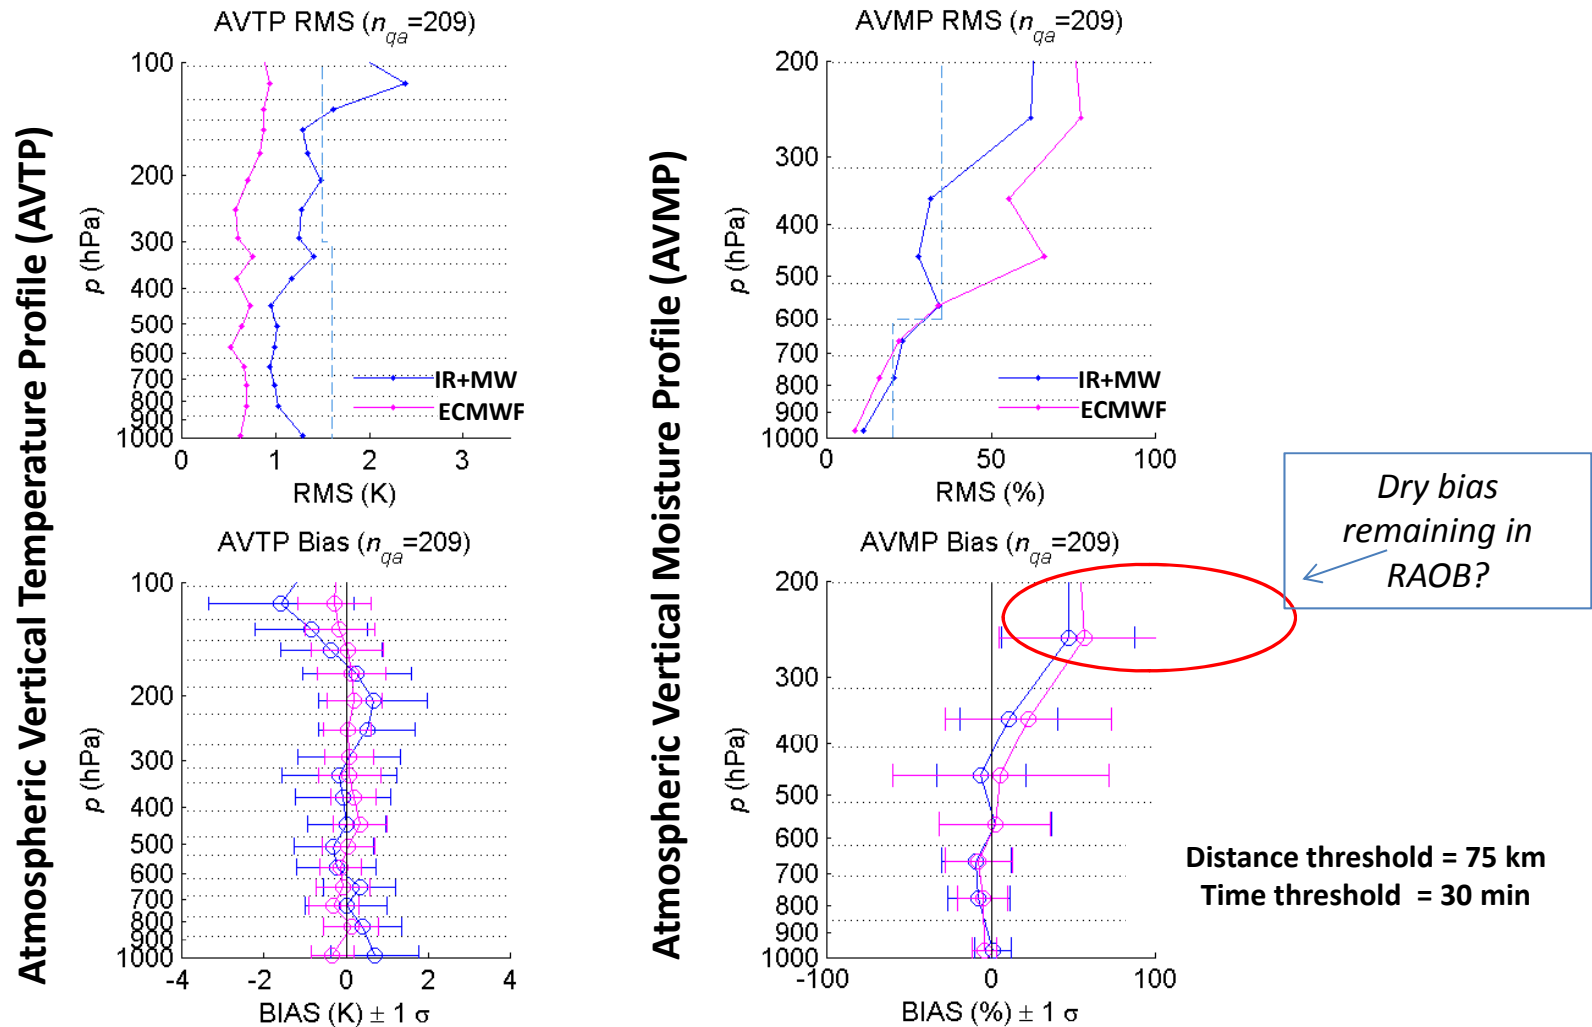 Atmospheric Vertical Temperature Profile (AVTP)
AVTP RMS (nqa=209)
p (hPa)
100
200
300
400
500
600
700
800
900
1000
IR+MW
ECMWF
0 1 2 3
RMS (K)
Atmospheric Vertical Moisture Profile (AVMP)
AVMP RMS (nqa=209)
p (hPa)
200
300
400
500
600
700
800
900
1000
IR+MW
ECMWF
0 50 100
RMS (%)
AVTP Bias (nqa=209)
p (hPa)
100
200
300
400
500
600
700
800
900
1000
-4 -2 0 2 4
BIAS (K) ± 1 σ
AVMP Bias (nqa=209)
p (hPa)
200
300
400
500
600
700
800
900
1000
-100 0 100
BIAS (%) ± 1 σ
Dry bias
remaining in
RAOB?
Distance threshold = 75 km
Time threshold = 30 min